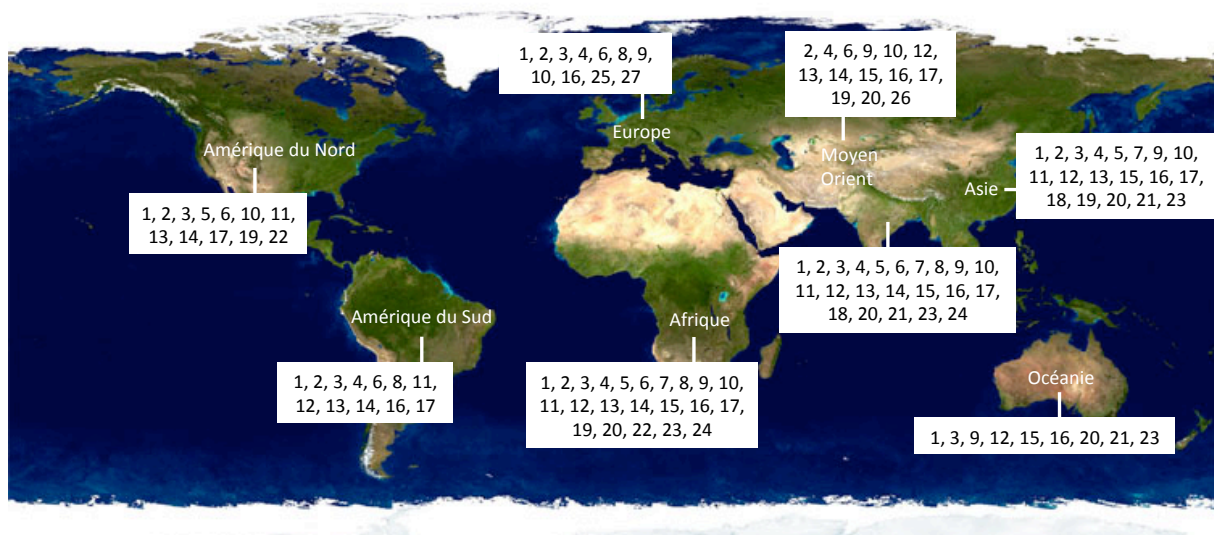 1, 2, 3, 4, 6, 8, 9,
10, 16, 25, 27
2, 4, 6, 9, 10, 12,
13, 14, 15, 16, 17,
19, 20, 26
Europe
Amérique du Nord
Moyen
Orient
Asie
1, 2, 3, 4, 5, 7, 9, 10,
11, 12, 13, 15, 16, 17,
18, 19, 20, 21, 23
1, 2, 3, 5, 6, 10, 11,
13, 14, 17, 19, 22
1, 2, 3, 4, 5, 6, 7, 8, 9, 10,
11, 12, 13, 14, 15, 16, 17,
18, 20, 21, 23, 24
Amérique du Sud
Afrique
1, 2, 3, 4, 6, 8, 11,
12, 13, 14, 16, 17
1, 2, 3, 4, 5, 6, 7, 8, 9, 10,
11, 12, 13, 14, 15, 16, 17,
19, 20, 22, 23, 24
Océanie
1, 3, 9, 12, 15, 16, 20, 21, 23